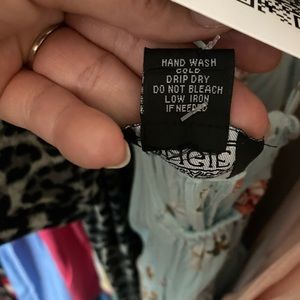 HAND WASH
COLD
DRIP DRY
DO NOT BLEACH
LOW IRON
IF NEEDED